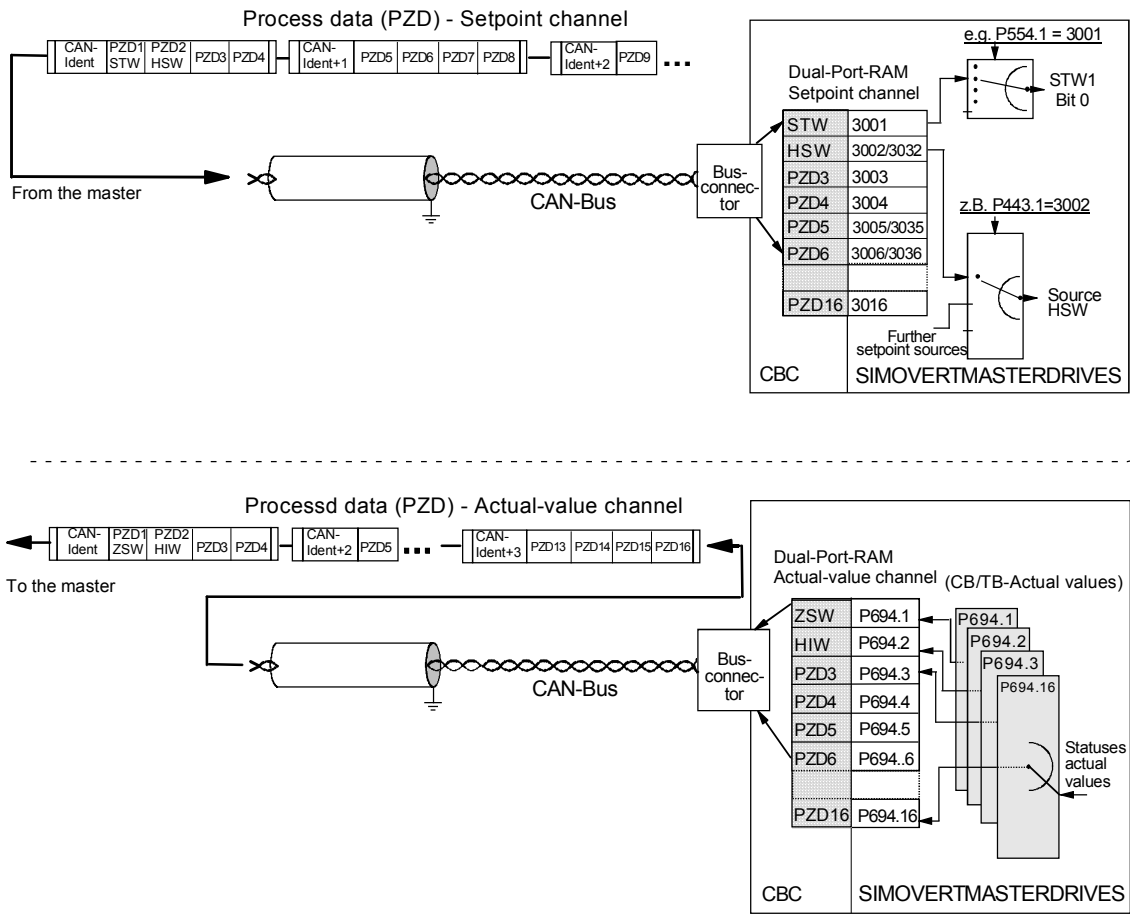 Process data (PZD) - Setpoint channel
CAN-
Ident
PZD1
STW
PZD2
HSW
PZD3
PZD4
CAN-
Ident+1
PZD5
PZD6
PZD7
PZD8
CAN-
Ident+2
PZD9
...
From the master
CAN-Bus
Bus-
connec-
tor
Dual-Port-RAM
Setpoint channel
STW 3001
HSW 3002/3032
PZD3 3003
PZD4 3004
PZD5 3005/3035
PZD6 3006/3036
PZD16 3016
e.g. P554.1 = 3001
STW1
Bit 0
z.B. P443.1=3002
Source
HSW
Further
setpoint sources
CBC
SIMOVERTMASTERDRIVES
Processd data (PZD) - Actual-value channel
CAN-
Ident
PZD1
ZSW
PZD2
HIW
PZD3
PZD4
CAN-
Ident+2
PZD5
...
CAN-
Ident+3
PZD13
PZD14
PZD15
PZD16
To the master
CAN-Bus
Bus-
connec-
tor
Dual-Port-RAM
Actual-value channel
(CB/TB-Actual values)
ZSW P694.1
HIW P694.2
PZD3 P694.3
PZD4 P694.4
PZD5 P694.5
PZD6 P694..6
PZD16 P694.16
P694.1
P694.2
P694.3
P694.16
Statuses
actual
values
CBC
SIMOVERTMASTERDRIVES